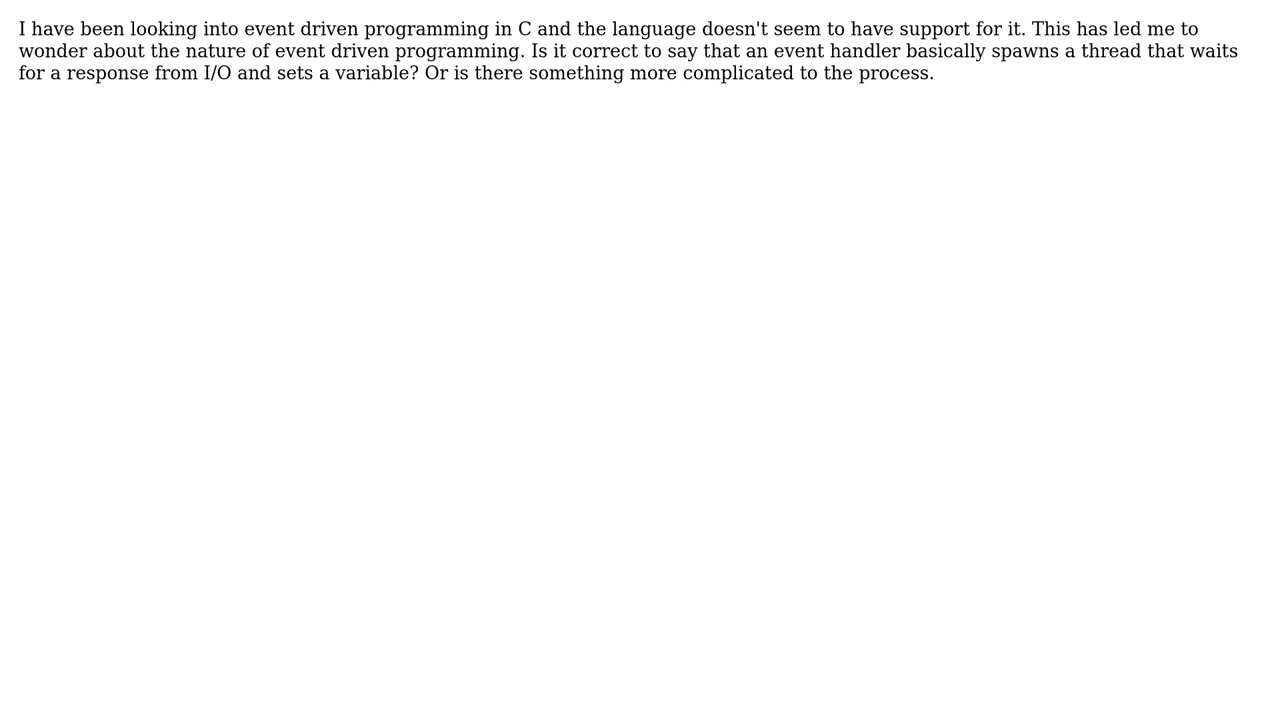 I have been looking into event driven programming in C and the language doesn't seem to have support for it. This has led me to
wonder about the nature of event driven programming. Is it correct to say that an event handler basically spawns a thread that waits
for a response from I/O and sets a variable? Or is there something more complicated to the process.